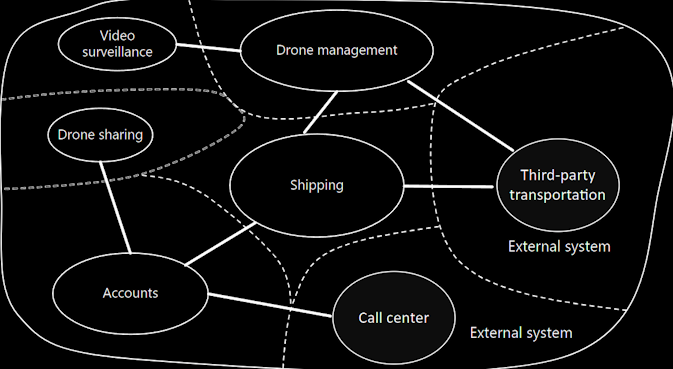 Video
surveillance
Drone management
Drone sharing
Shipping
Third-party
transportation
External system
Accounts
Call center
External system